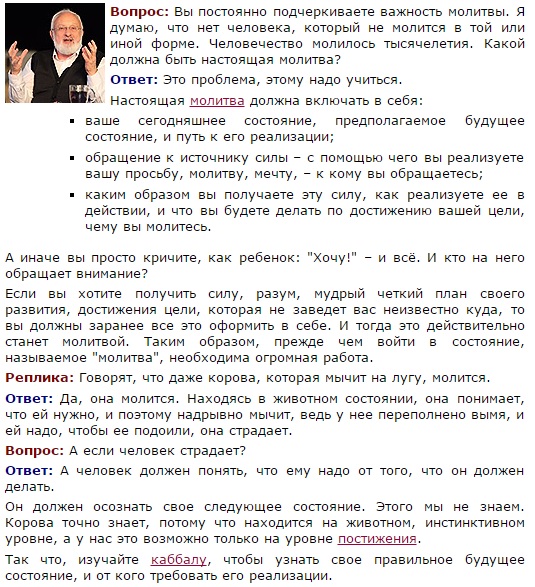 Вопрос: Вы постоянно подчеркиваете важность молитвы. Я
думаю, что нет человека, который не молится в той или
иной форме. Человечество молилось тысячелетия. Какой
должна быть настоящая молитва?
Ответ: Это проблема, этому надо учиться.
Настоящая молитва должна включать в себя:
ваше сегодняшнее состояние, предполагаемое будущее
состояние, и путь к его реализации;
обращение к источнику силы – с помощью чего вы реализуете
вашу просьбу, молитву, мечту, – к кому вы обращаетесь;
каким образом вы получаете эту силу, как реализуете ее в
действии, и что вы будете делать по достижению вашей цели,
чему вы молитесь.
А иначе вы просто кричите, как ребенок: "Хочу!" – и всё. И кто на него
обращает внимание?
Если вы хотите получить силу, разум, мудрый четкий план своего
развития, достижения цели, которая не заведет вас неизвестно куда, то
вы должны заранее все это оформить в себе. И тогда это действительно
станет молитвой. Таким образом, прежде чем войти в состояние,
называемое "молитва", необходима огромная работа.
Реплика: Говорят, что даже корова, которая мычит на лугу, молится.
Ответ: Да, она молится. Находясь в животном состоянии, она понимает,
что ей нужно, и поэтому надрывно мычит, ведь у нее переполнено вымя, и
ей надо, чтобы ее подоили, она страдает.
Вопрос: А если человек страдает?
Ответ: А человек должен понять, что ему надо от того, что он должен
делать.
Он должен осознать свое следующее состояние. Этого мы не знаем.
Корова точно знает, потому что находится на животном, инстинктивном
уровне, а у нас это возможно только на уровне постижения.
Так что, изучайте каббалу, чтобы узнать свое правильное будущее
состояние, и от кого требовать его реализации.